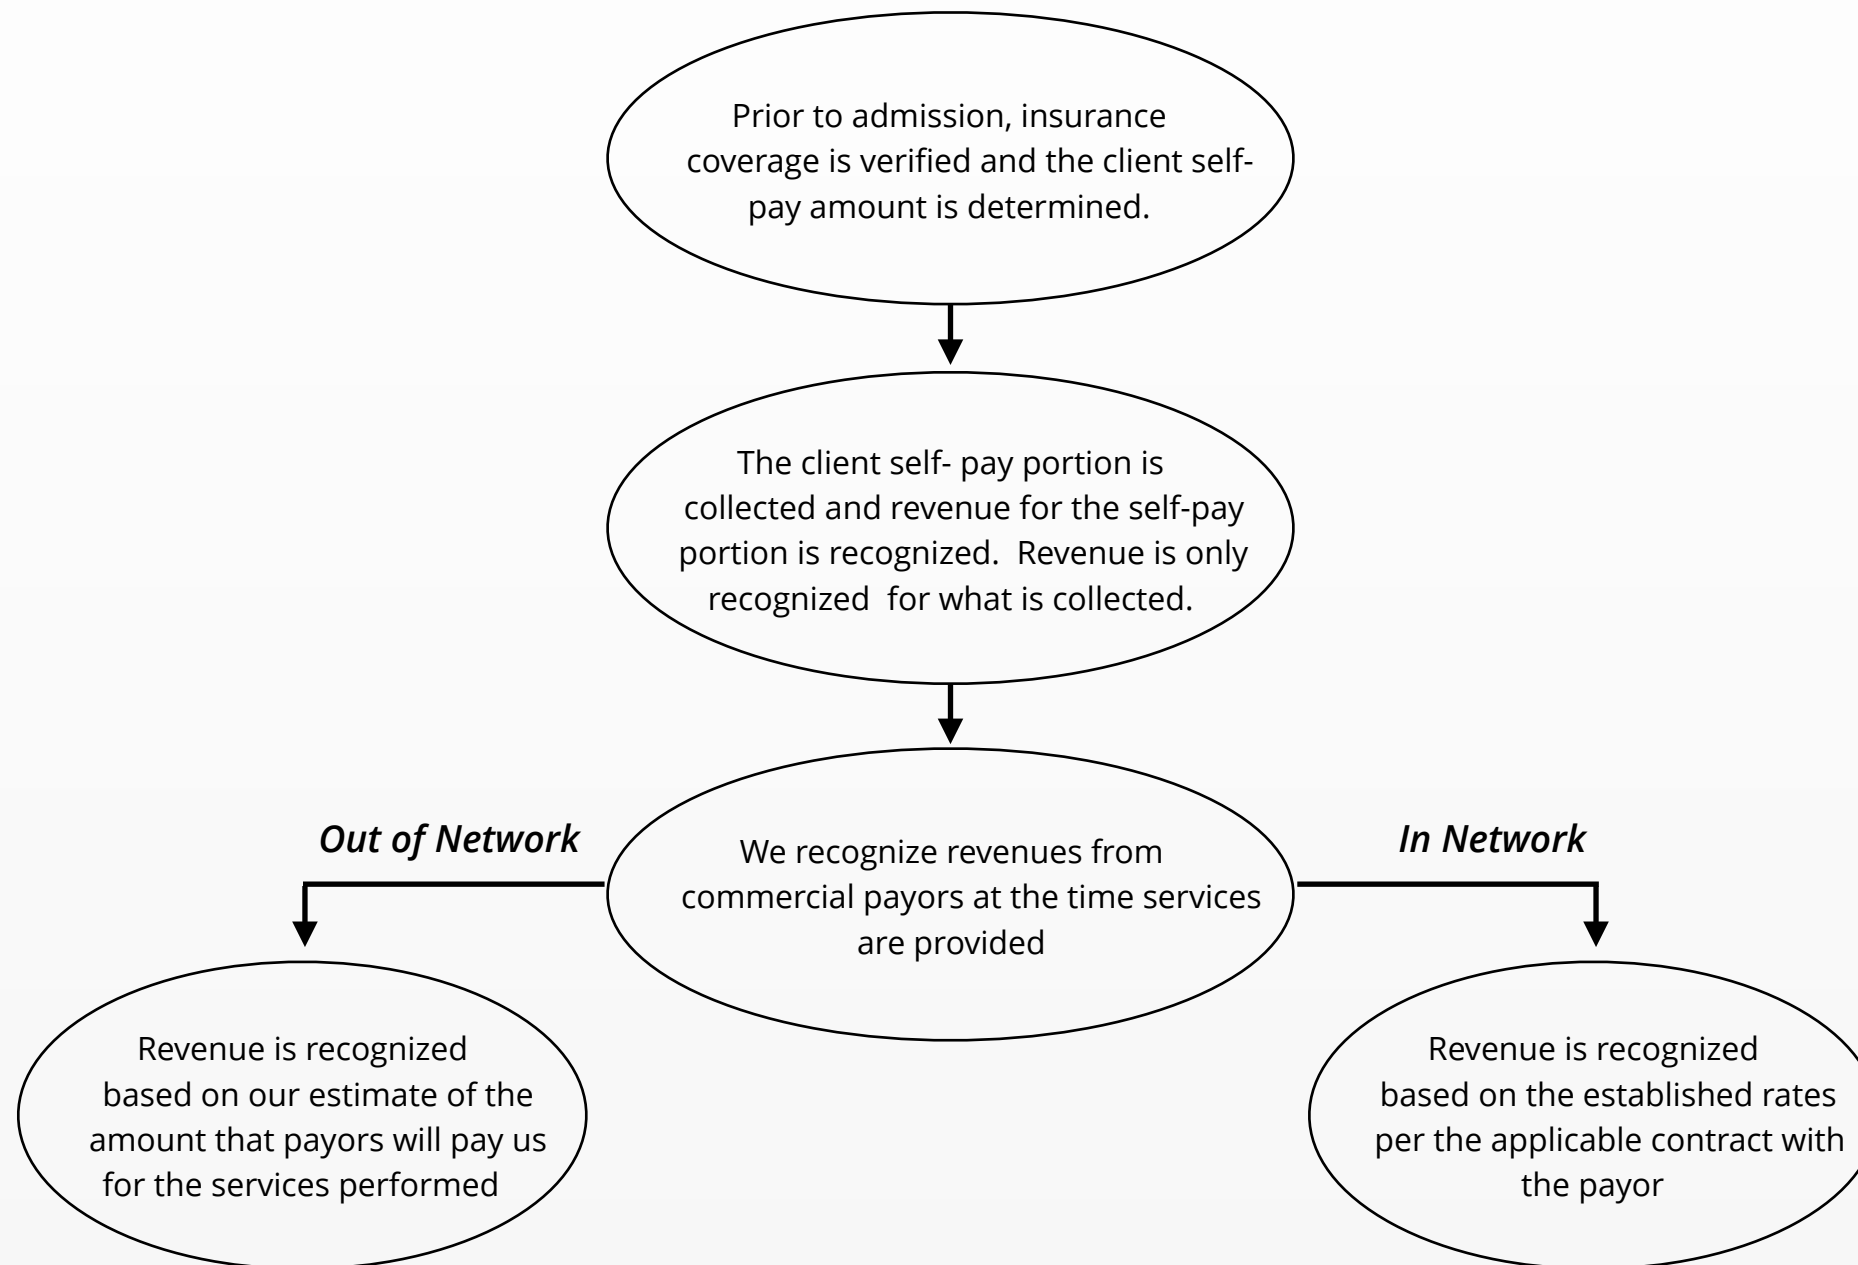 Prior to admission, insurance
coverage is verified and the client self-
pay amount is determined.
The client self- pay portion is
collected and revenue for the self-pay
portion is recognized.  Revenue is only
recognized  for what is collected.
Out of Network
In Network
We recognize revenues from
commercial payors at the time services
are provided
Revenue is recognized
based on our estimate of the
amount that payors will pay us
for the services performed
Revenue is recognized
based on the established rates
per the applicable contract with
the payor